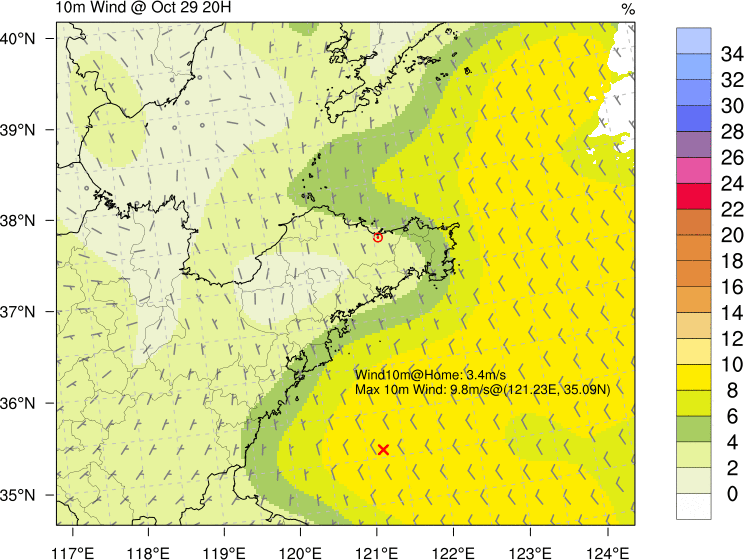 10m Wind @ Oct 29 20H
%
40°N
39°N
38°N
37°N
36°N
35°N
Wind10m@Home: 3.4m/s
Max 10m Wind: 9.8m/s@(121.23E, 35.09N)
117°E
118°E
119°E
120°E
121°E
122°E
123°E
124°E
34
32
30
28
26
24
22
20
18
16
14
12
10
8
6
4
2
0